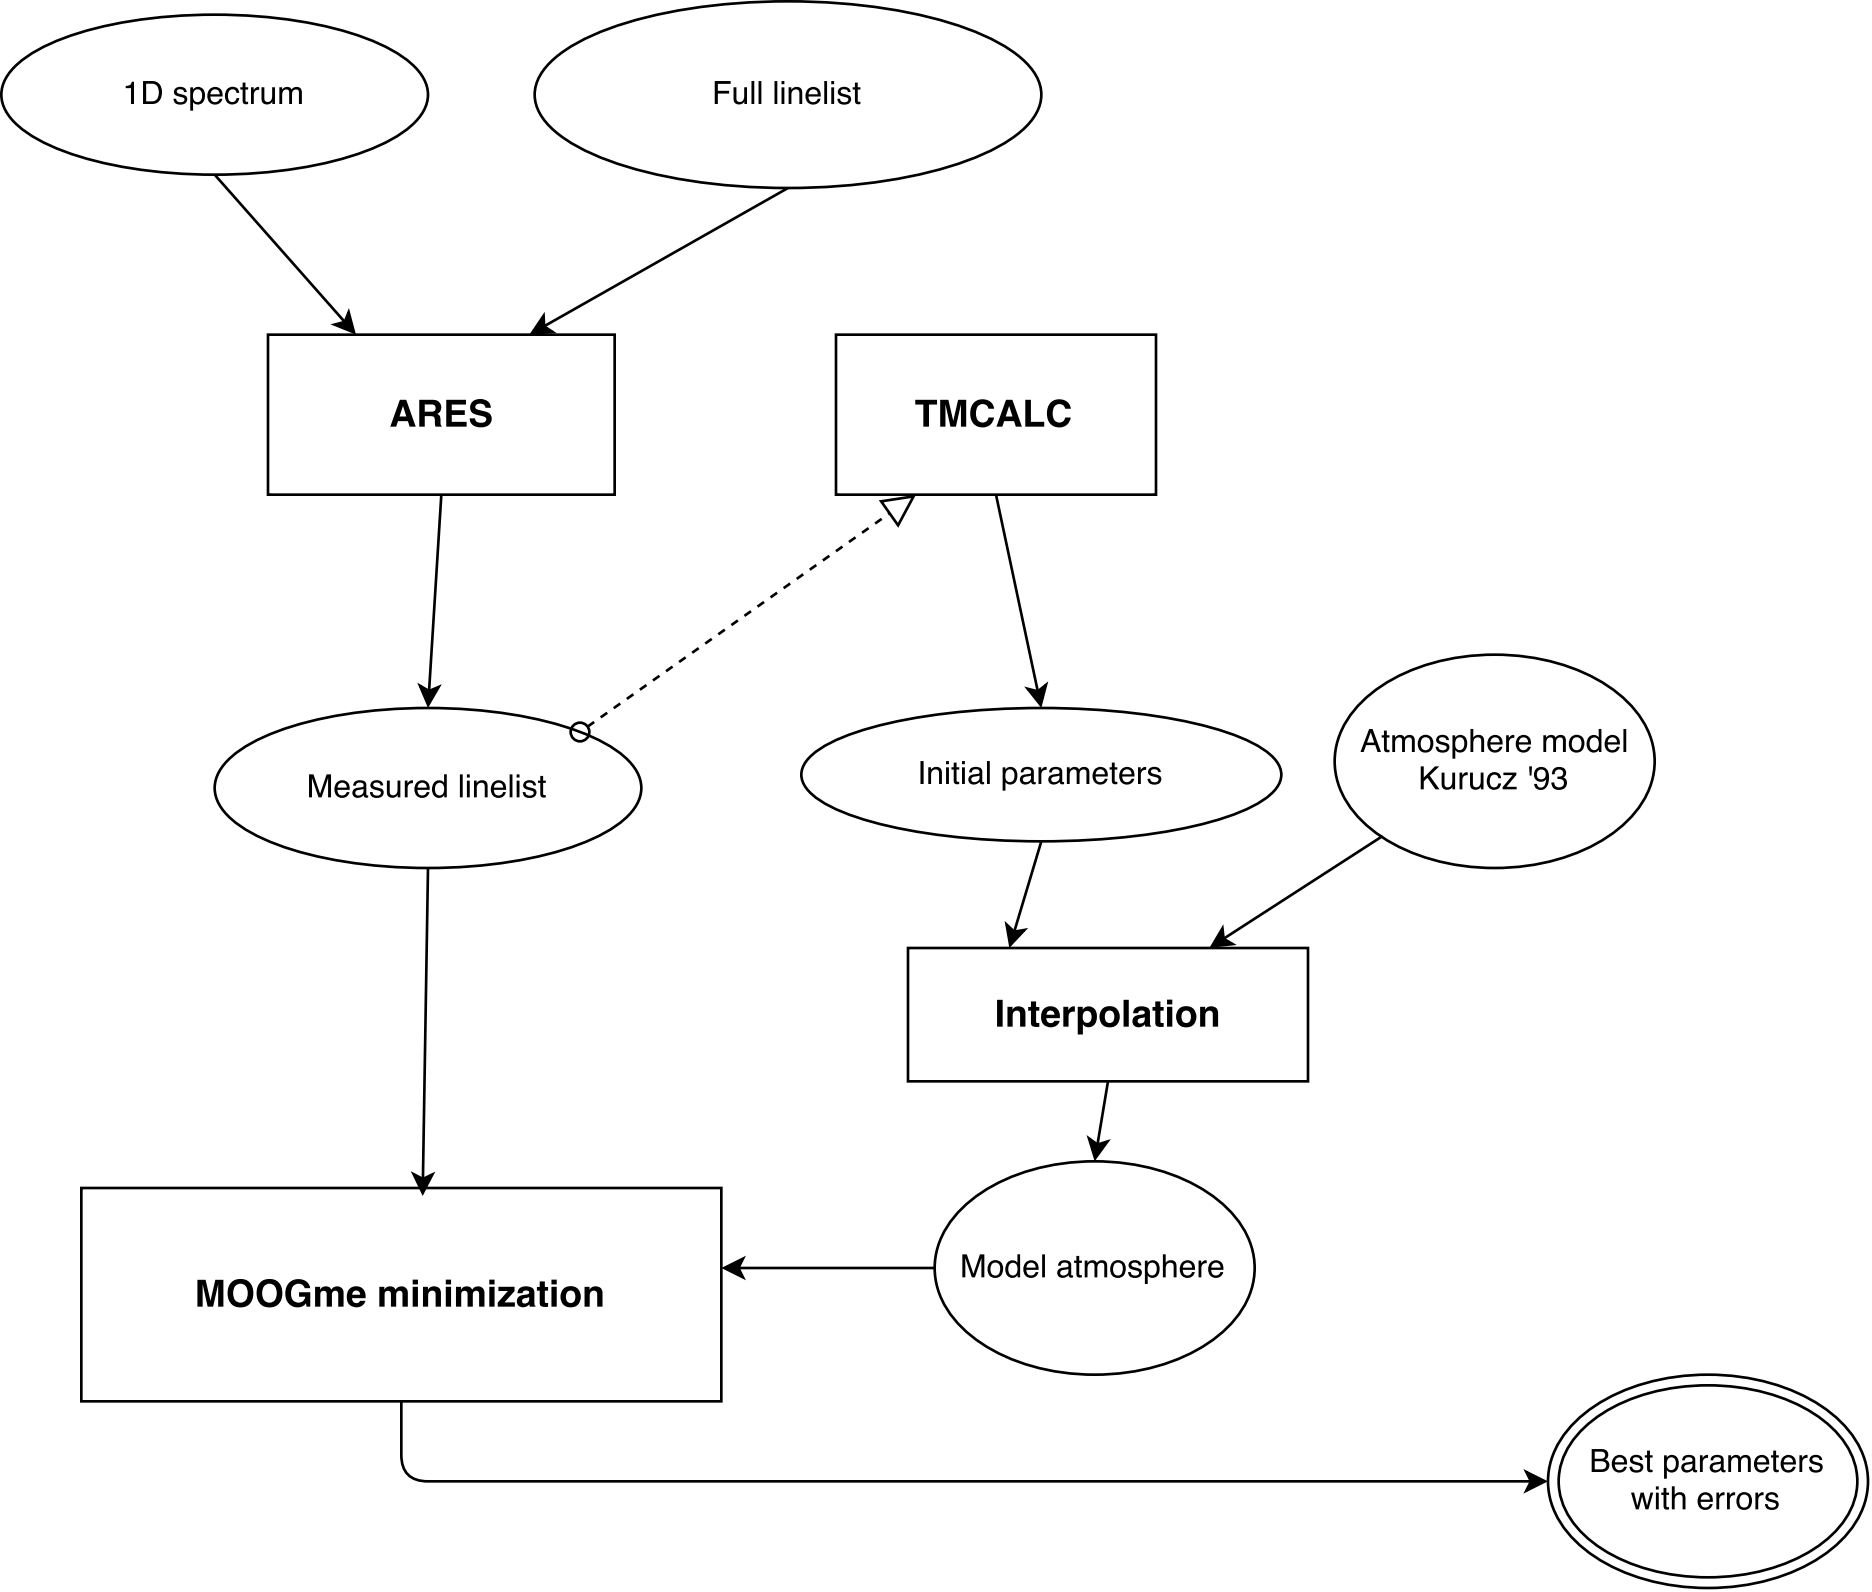 1D spectrum
Full linelist
ARES
TMCALC
Measured linelist
Initial parameters
Atmosphere model
Kurucz '93
Interpolation
Model atmosphere
MOOGme minimization
Best parameters
with errors